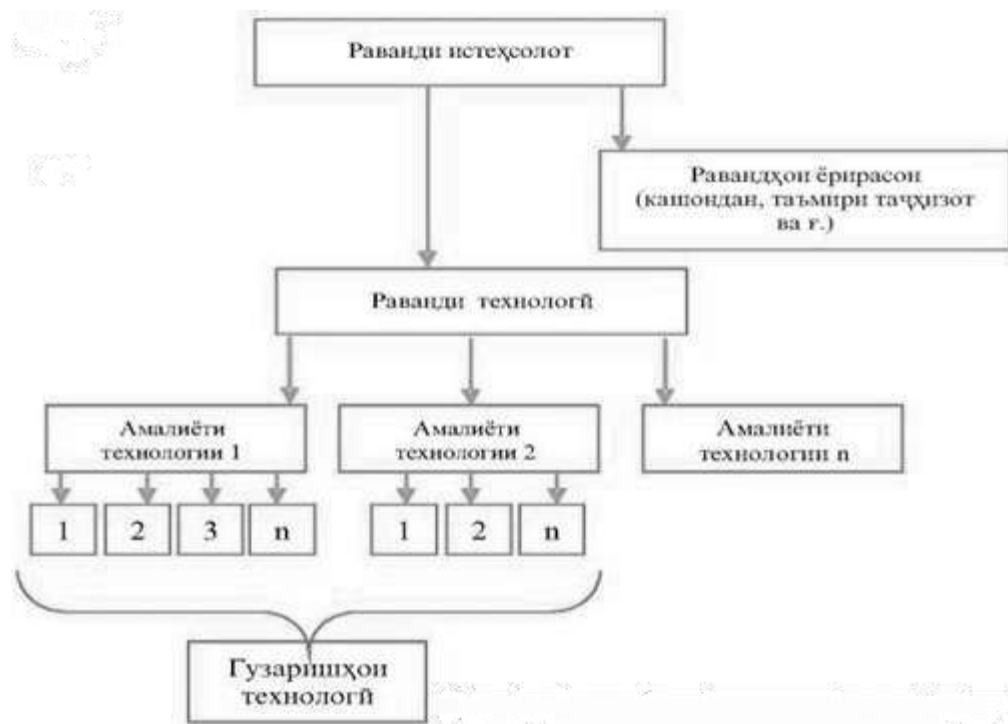 Раванди истеҳсолот
Равандҳои ёрирасон
(кашондан, таъмири таҷҳизот
ва ғ.)
Раванди технологӣ
Амалиёти
технологии 1
Амалиёти
технологии 2
Амалиёти
технологии n
1 2 3 n
1 2 n
Гузаришҳои
технологӣ